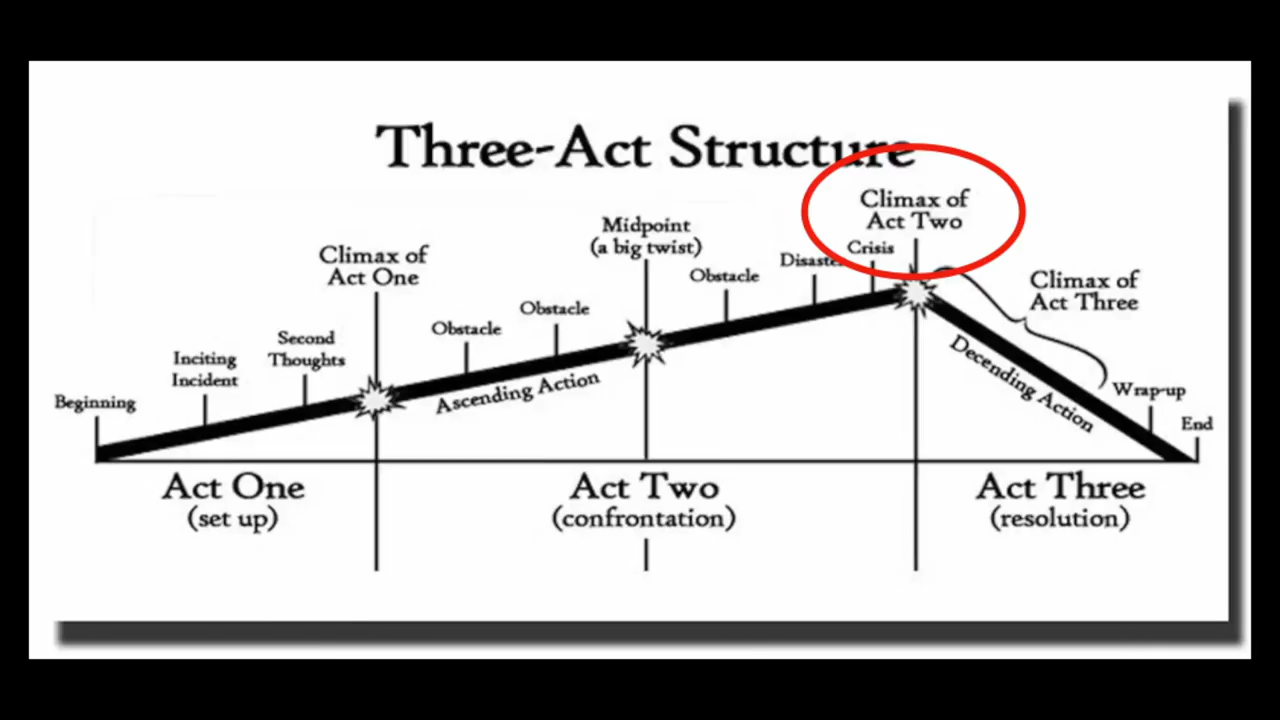 Three-Act Structure
Climax of
Act Two
Midpoint
(a big twist)
Crisis
Disaster
Obstacle
Climax of
Act One
Climax of
Act Three
Obstacle
Obstacle
Second
Thoughts
Inciting
Incident
Beginning
Ascending Action
Decending Action
Wrap-up
End
Act One
(set up)
Act Two
(confrontation)
Act Three
(resolution)